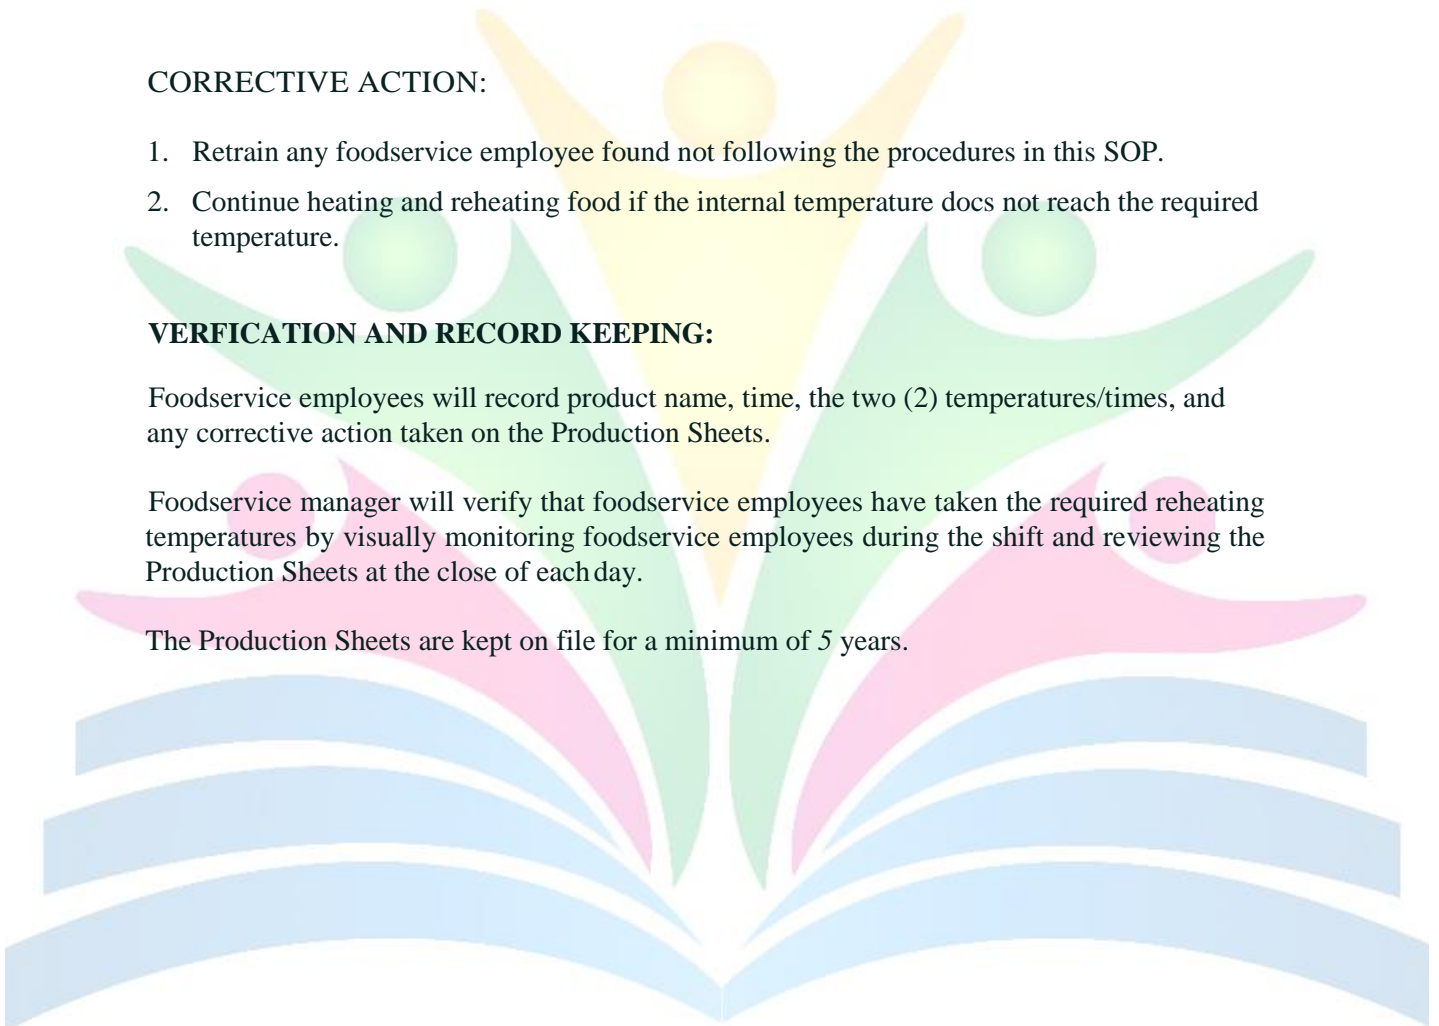 CORRECTIVE ACTION:
1. Retrain any foodservice employee found not following the procedures in this SOP.
2. Continue heating and reheating food if the internal temperature docs not reach the required
temperature.
VERFICATION AND RECORD KEEPING:
Foodservice employees will record product name, time, the two (2) temperatures/times, and
any corrective action taken on the Production Sheets.
Foodservice manager will verify that foodservice employees have taken the required reheating
temperatures by visually monitoring foodservice employees during the shift and reviewing the
Production Sheets at the close of each day.
The Production Sheets are kept on file for a minimum of 5 years.